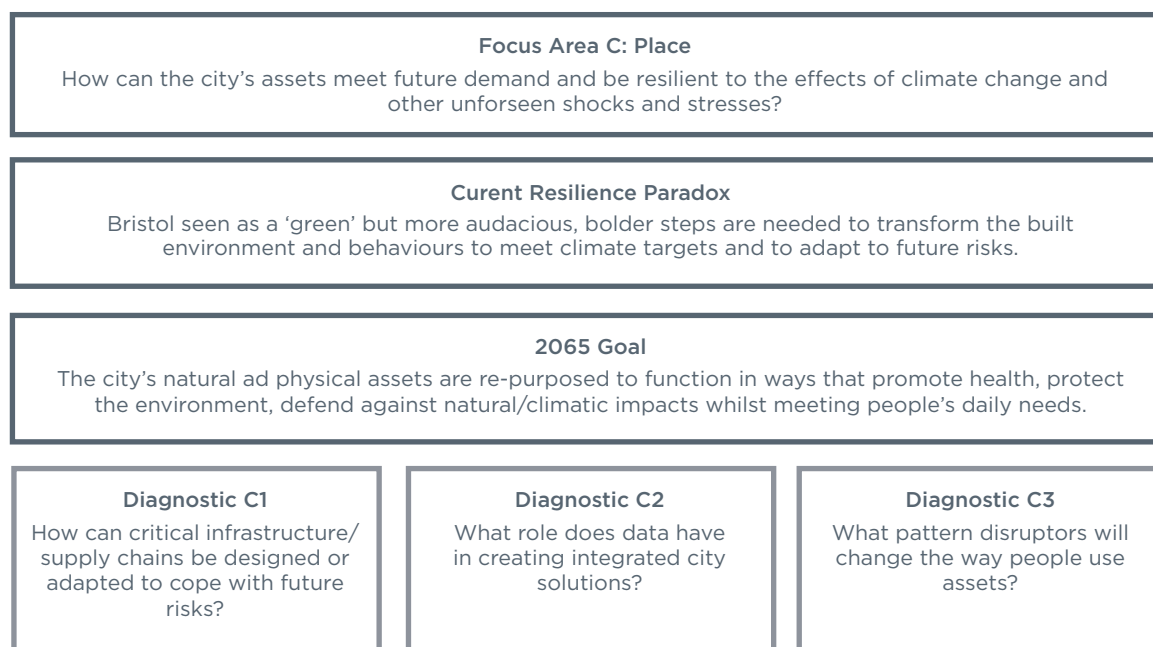 Focus Area C: Place
How can the city’s assets meet future demand and be resilient to the effects of climate change and
other unforseen shocks and stresses?
Curent Resilience Paradox
Bristol seen as a ‘green’ but more audacious, bolder steps are needed to transform the built
environment and behaviours to meet climate targets and to adapt to future risks.
2065 Goal
The city’s natural ad physical assets are re-purposed to function in ways that promote health, protect
the environment, defend against natural/climatic impacts whilst meeting people’s daily needs.
Diagnostic C1
How can critical infrastructure/
supply chains be designed or
adapted to cope with future
risks?
Diagnostic C2
What role does data have
in creating integrated city
solutions?
Diagnostic C3
What pattern disruptors will
change the way people use
assets?